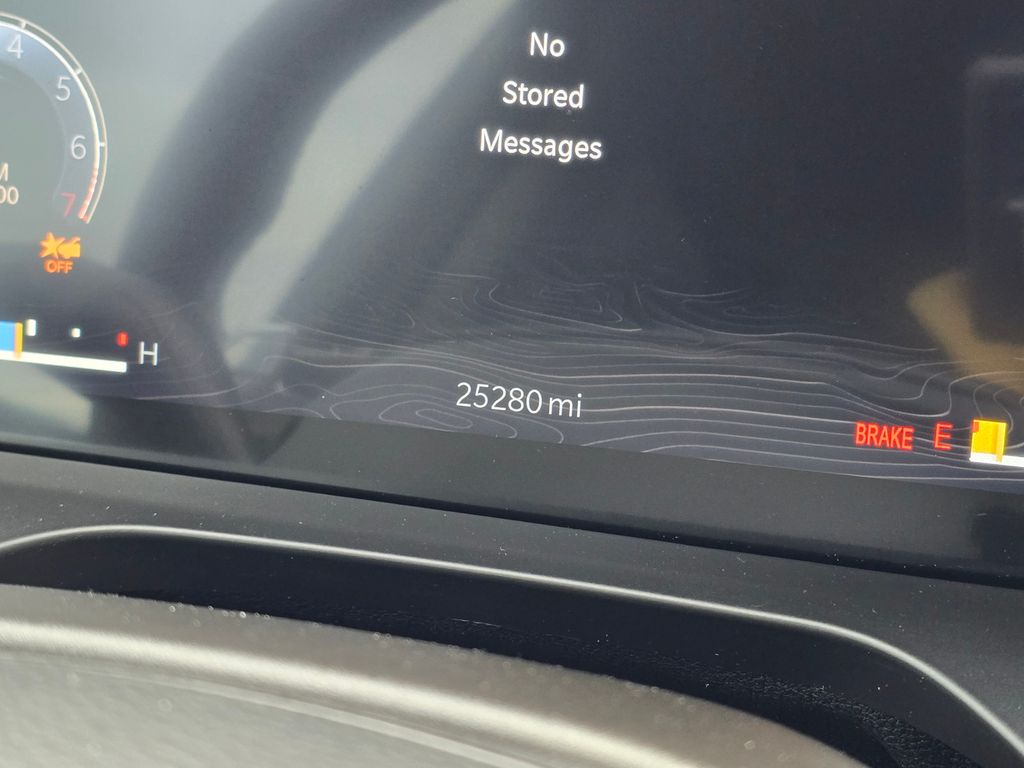 4
5
6
7
OFF
H
No
Stored
Messages
25280 mi
BRAKE E